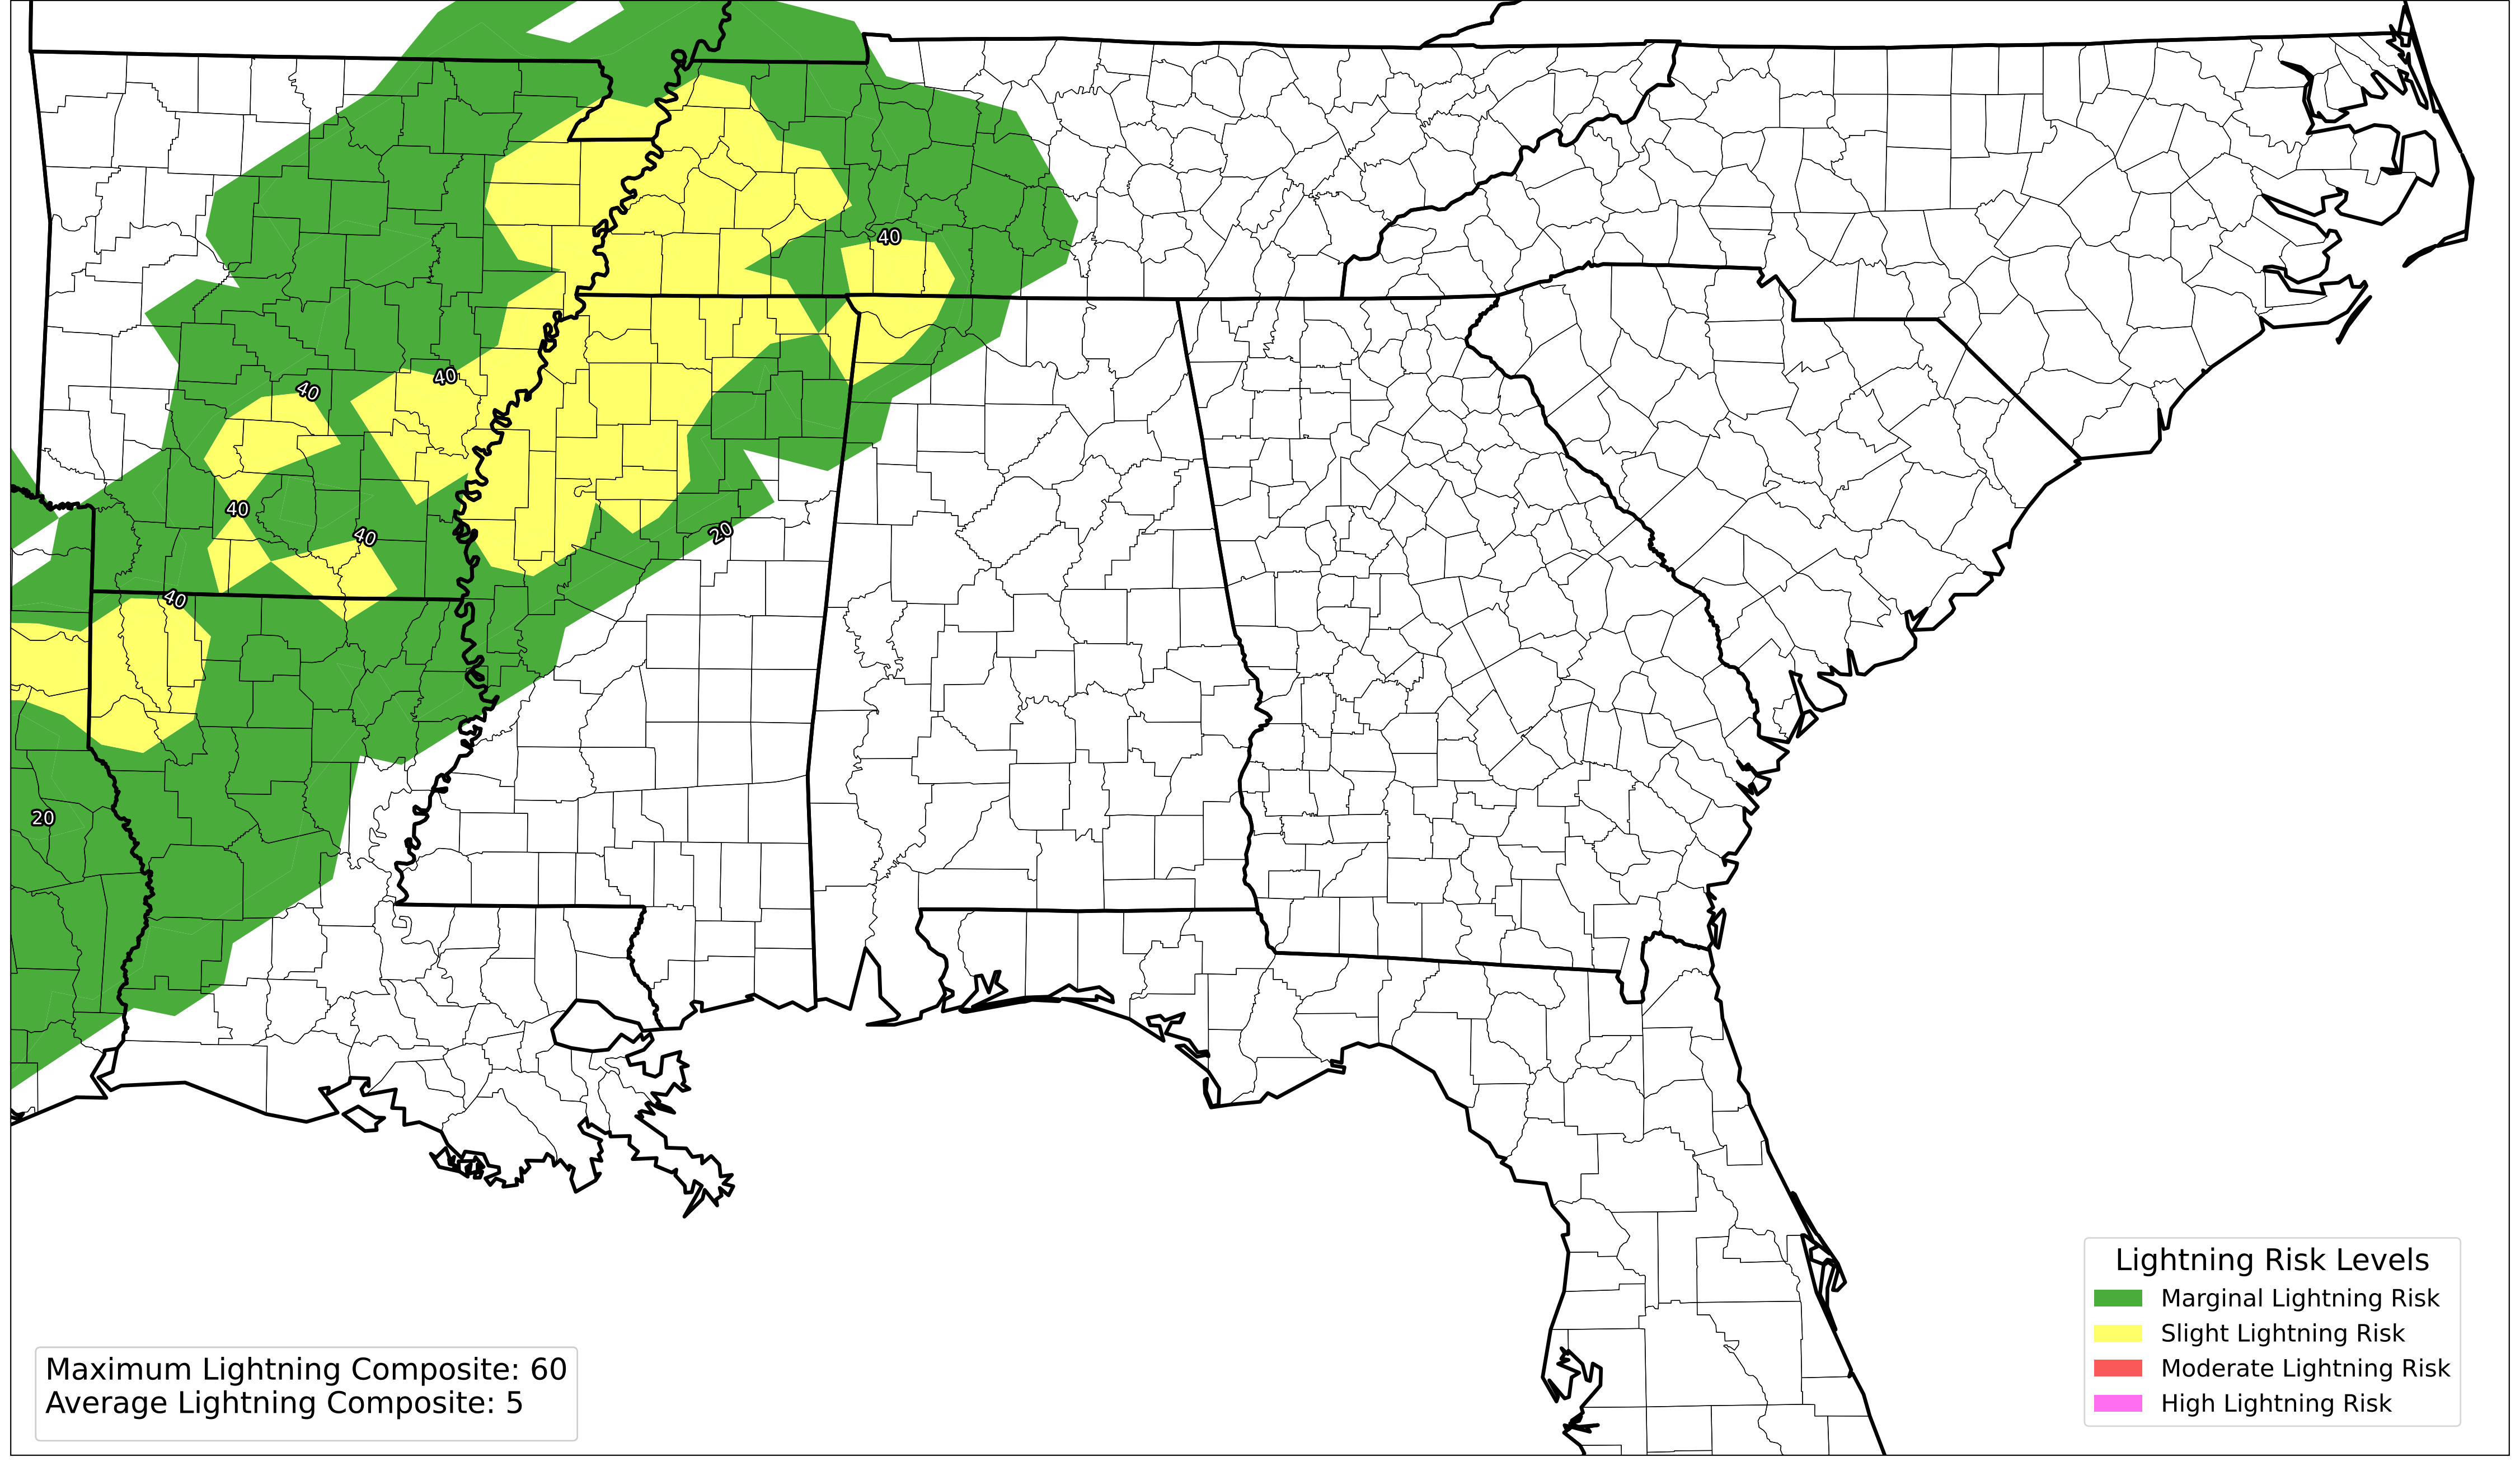 40
40
40
40
40
20
40
20
Lightning Risk Levels
Marginal Lightning Risk
Slight Lightning Risk
Moderate Lightning Risk
High Lightning Risk
Maximum Lightning Composite: 60
Average Lightning Composite: 5